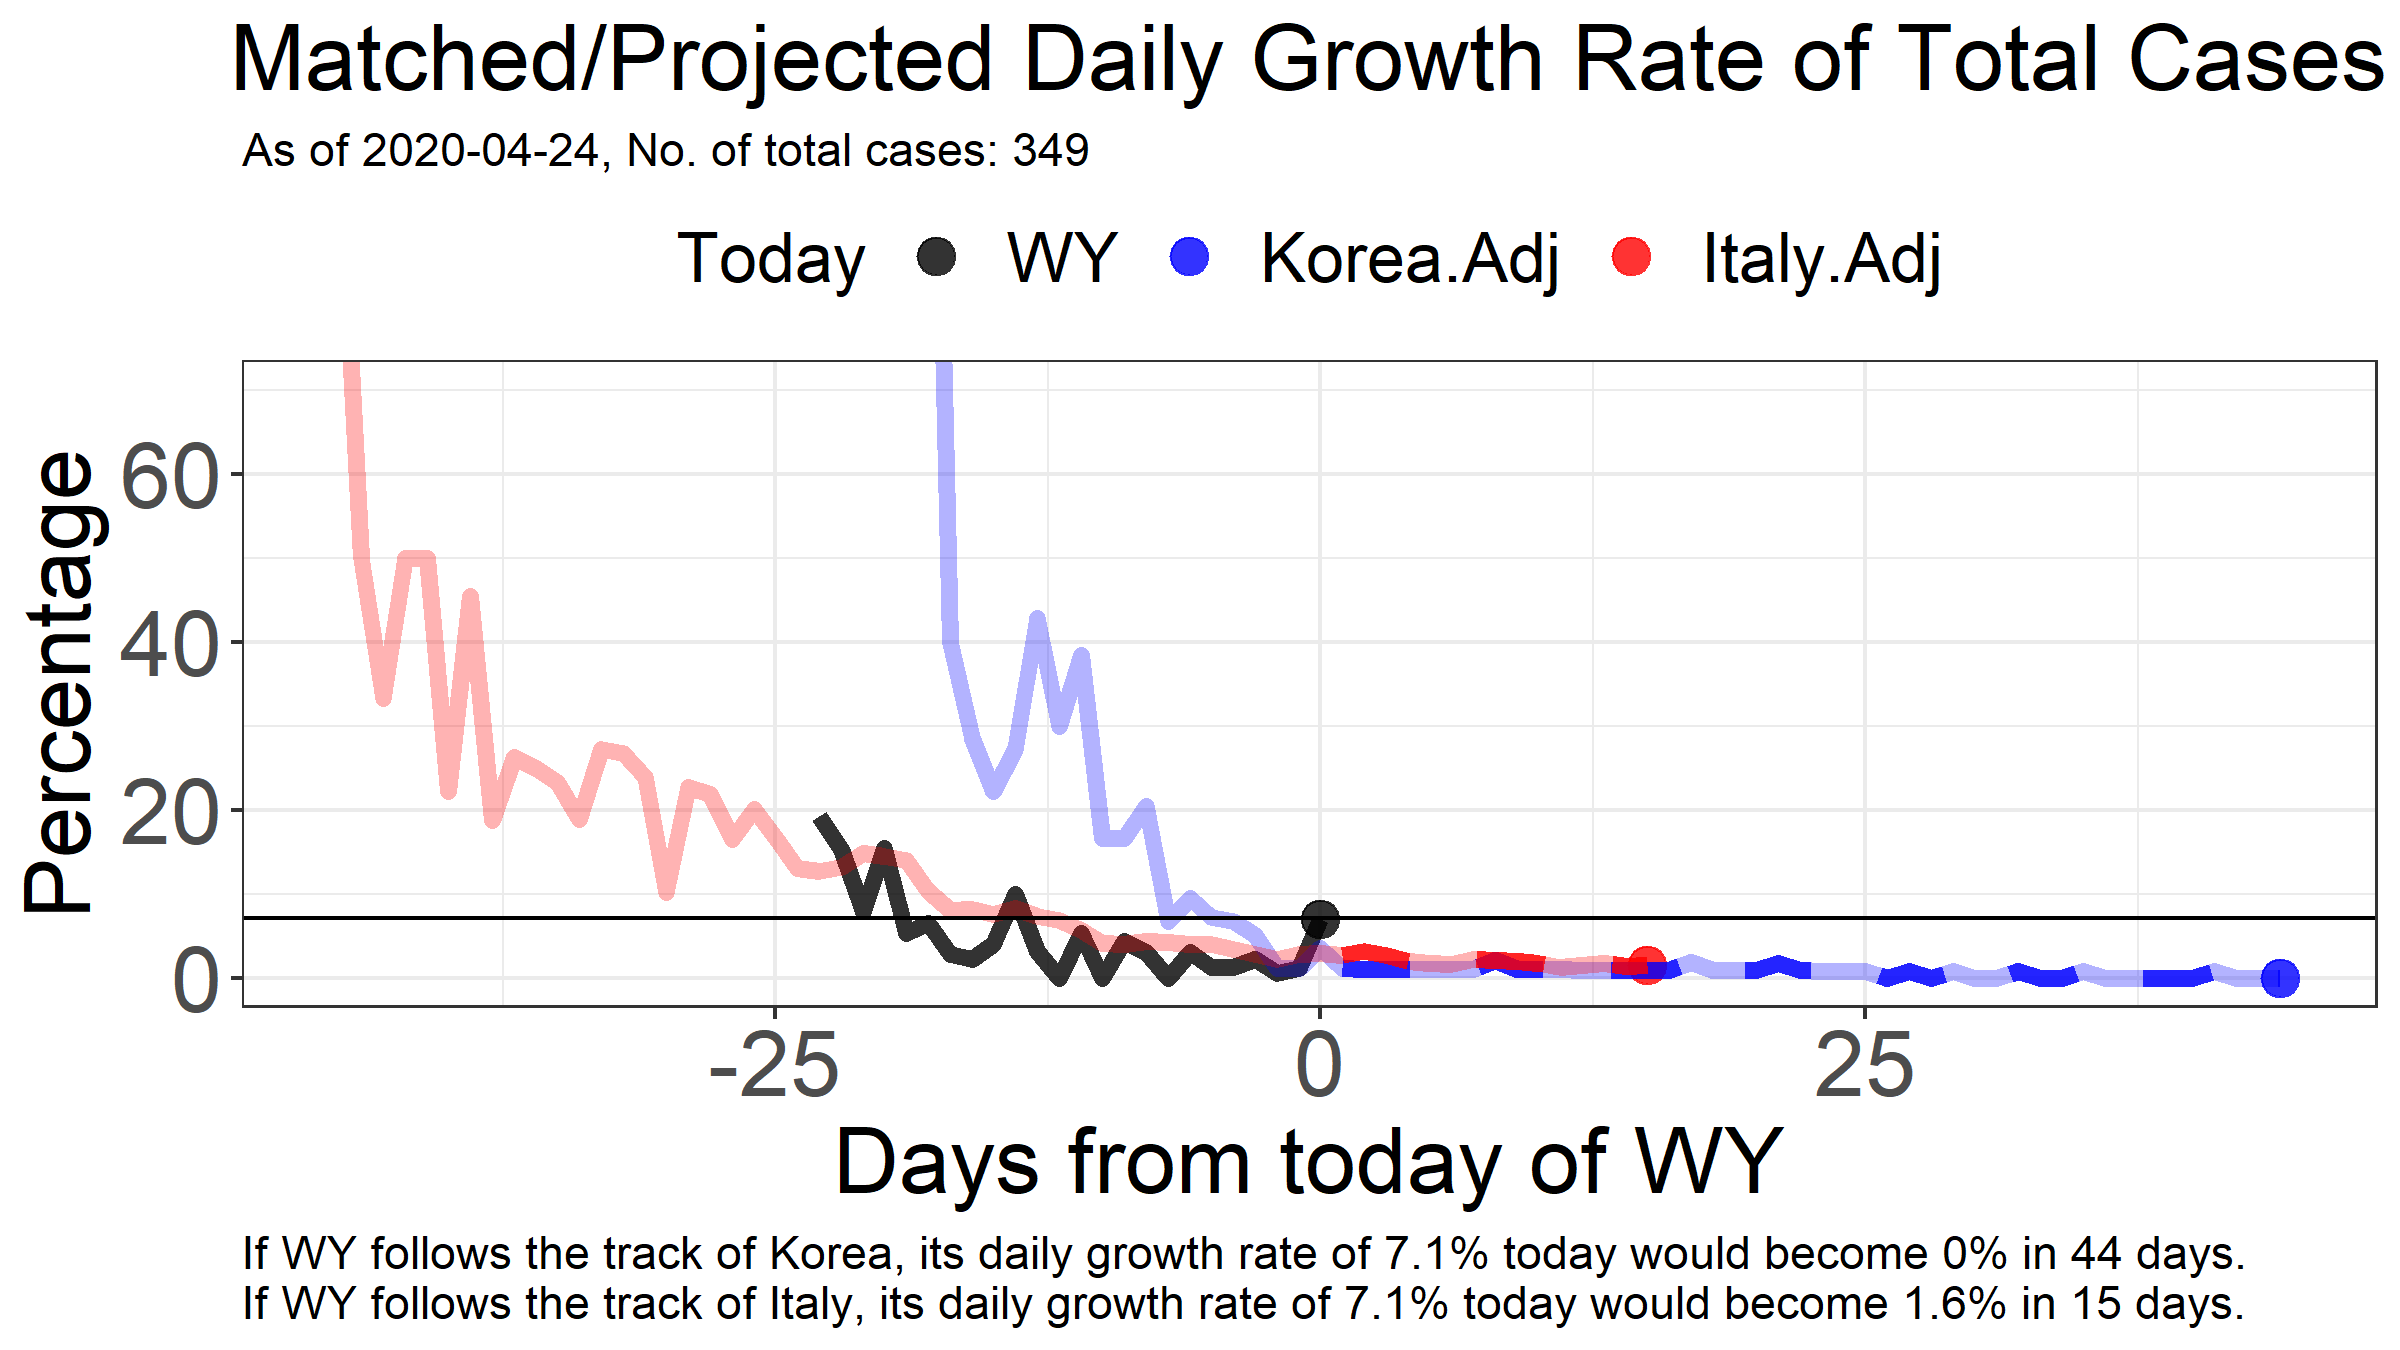 Matched/Projected Daily Growth Rate of Total Cases
As of 2020-04-24, No. of total cases: 349
Today WY Korea.Adj Italy.Adj
Percentage
60
40
20
0
-25 0 25
Days from today of WY
If WY follows the track of Korea, its daily growth rate of 7.1% today would become 0% in 44 days.
If WY follows the track of Italy, its daily growth rate of 7.1% today would become 1.6% in 15 days.